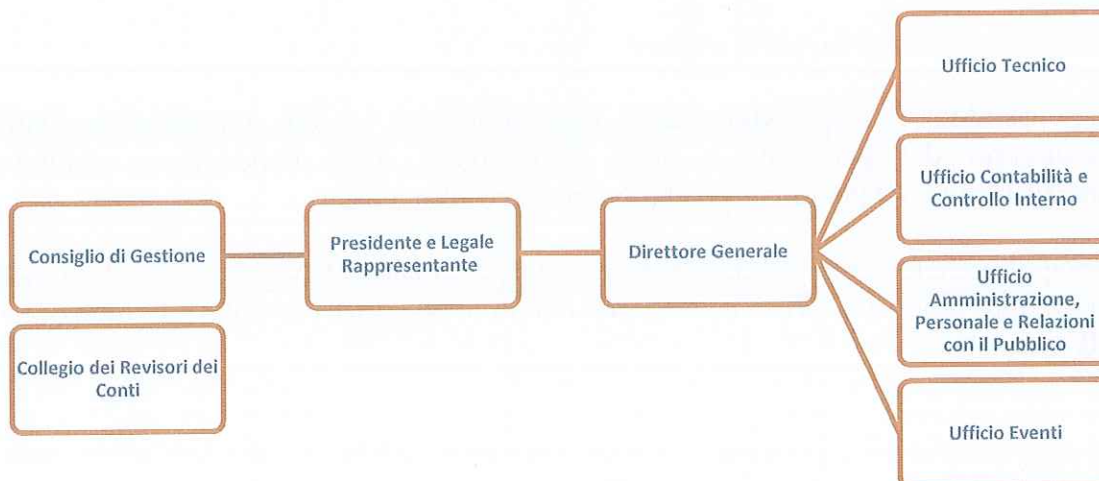 Consiglio di Gestione
Collegio dei Revisori dei
Conti
Presidente e Legale
Rappresentante
Direttore Generale
Ufficio Tecnico
Ufficio Contabilità e
Controllo Interno
Ufficio
Amministrazione,
Personale e Relazioni
con il Pubblico
Ufficio Eventi